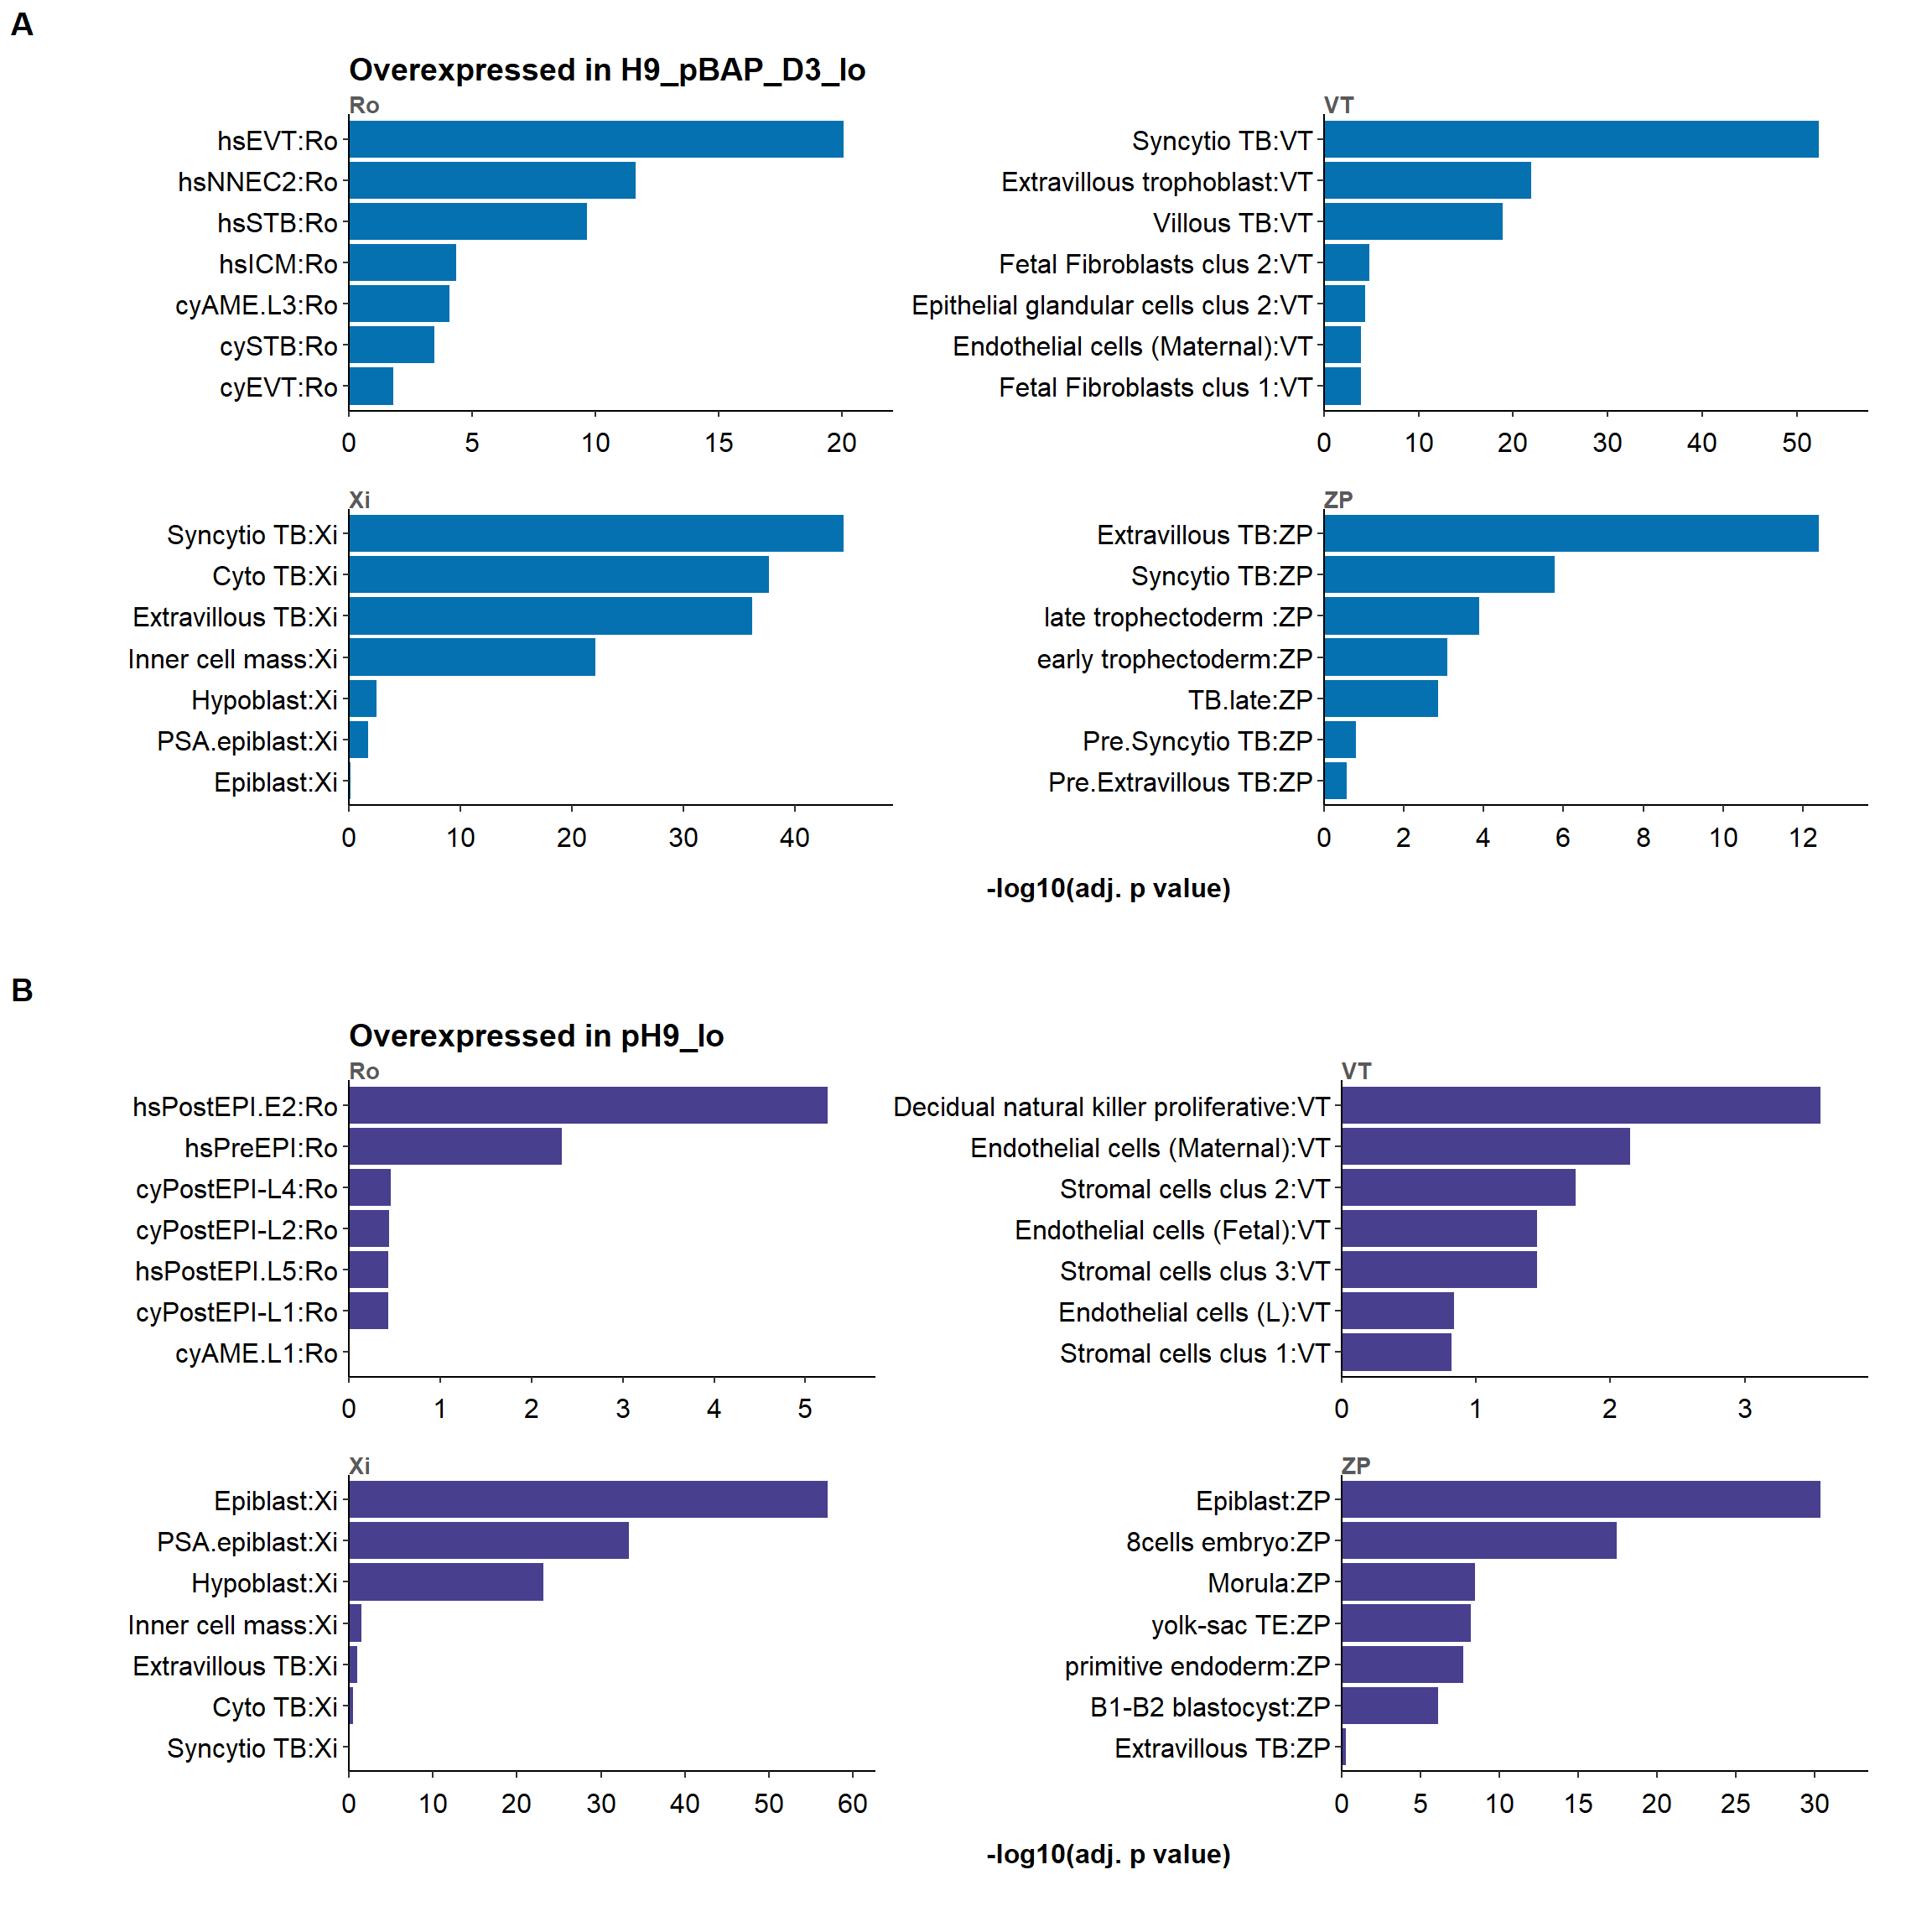 A
Overexpressed in H9_pBAP_D3_lo
Ro
hsEVT:Ro
hsNNEC2:Ro
hsSTB:Ro
hsICM:Ro
cyAME.L3:Ro
cySTB:Ro
cyEVT:Ro
0 5 10 15 20
VT
Syncytio TB:VT
Extravillous trophoblast:VT
Villous TB:VT
Fetal Fibroblasts clus 2:VT
Epithelial glandular cells clus 2:VT
Endothelial cells (Maternal):VT
Fetal Fibroblasts clus 1:VT
0 10 20 30 40 50
Xi
Syncytio TB:Xi
Cyto TB:Xi
Extravillous TB:Xi
Inner cell mass:Xi
Hypoblast:Xi
PSA.epiblast:Xi
Epiblast:Xi
0 10 20 30 40
ZP
Extravillous TB:ZP
Syncytio TB:ZP
late trophectoderm :ZP
early trophectoderm:ZP
TB.late:ZP
Pre.Syncytio TB:ZP
Pre.Extravillous TB:ZP
0 2 4 6 8 10 12
-log10(adj. p value)
B
Overexpressed in pH9_lo
Ro
hsPostEPI.E2:Ro
hsPreEPI:Ro
cyPostEPI-L4:Ro
cyPostEPI-L2:Ro
hsPostEPI.L5:Ro
cyPostEPI-L1:Ro
cyAME.L1:Ro
0 1 2 3 4 5
VT
Decidual natural killer proliferative:VT
Endothelial cells (Maternal):VT
Stromal cells clus 2:VT
Endothelial cells (Fetal):VT
Stromal cells clus 3:VT
Endothelial cells (L):VT
Stromal cells clus 1:VT
0 1 2 3
Xi
Epiblast:Xi
PSA.epiblast:Xi
Hypoblast:Xi
Inner cell mass:Xi
Extravillous TB:Xi
Cyto TB:Xi
Syncytio TB:Xi
0 10 20 30 40 50 60
ZP
Epiblast:ZP
8cells embryo:ZP
Morula:ZP
yolk-sac TE:ZP
primitive endoderm:ZP
B1-B2 blastocyst:ZP
Extravillous TB:ZP
0 5 10 15 20 25 30
-log10(adj. p value)